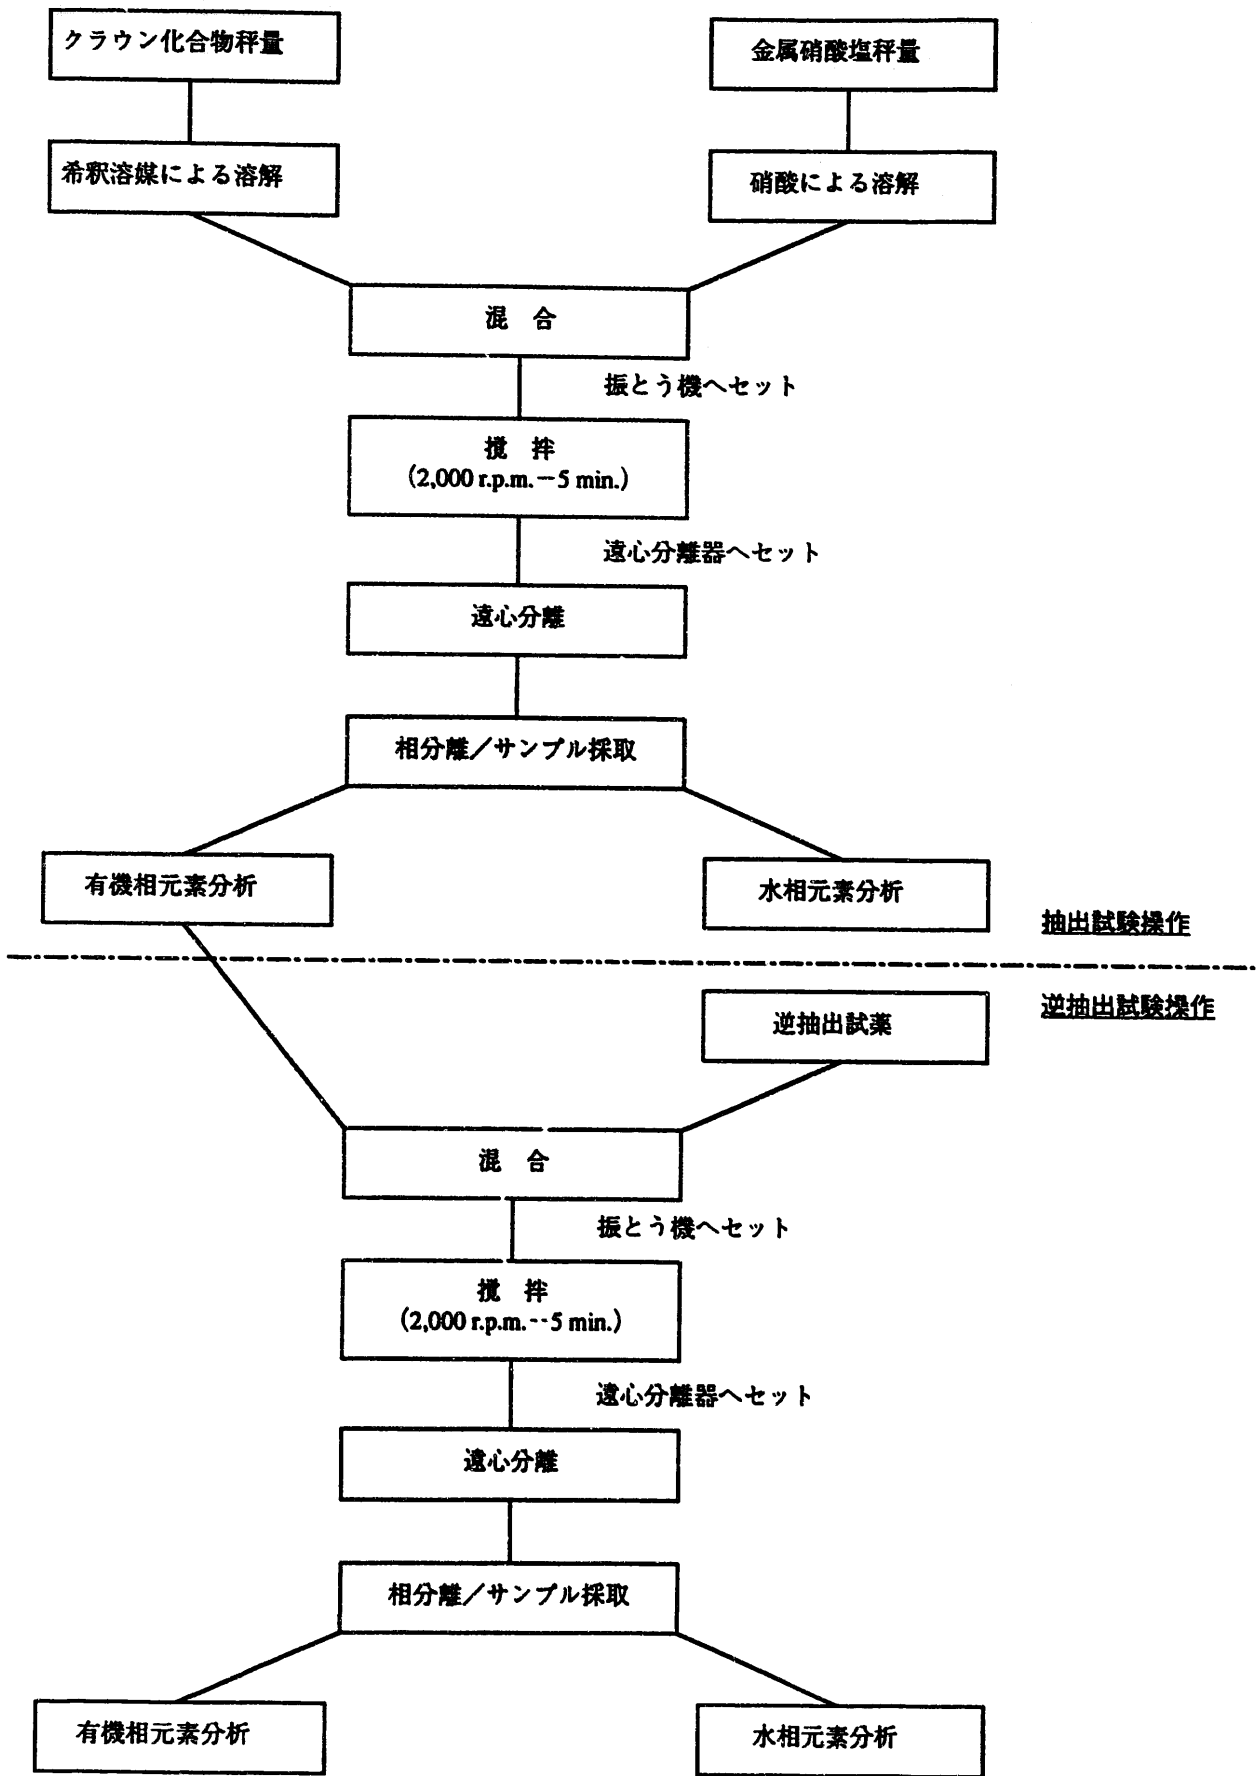 クラウン化合物秤量
金属硝酸塩秤量
希釈溶媒による溶解
硝酸による溶解
混 合
振とう機へセット
攪 拌
(2,000 r.p.m.−5 min.)
遠心分離器へセット
遠心分離
相分離／サンプル採取
有機相元素分析
水相元素分析
抽出試験操作
逆抽出試験操作
逆抽出試薬
混 合
振とう機へセット
攪 拌
(2,000 r.p.m.--5 min.)
遠心分離器へセット
遠心分離
相分離／サンプル採取
有機相元素分析
水相元素分析